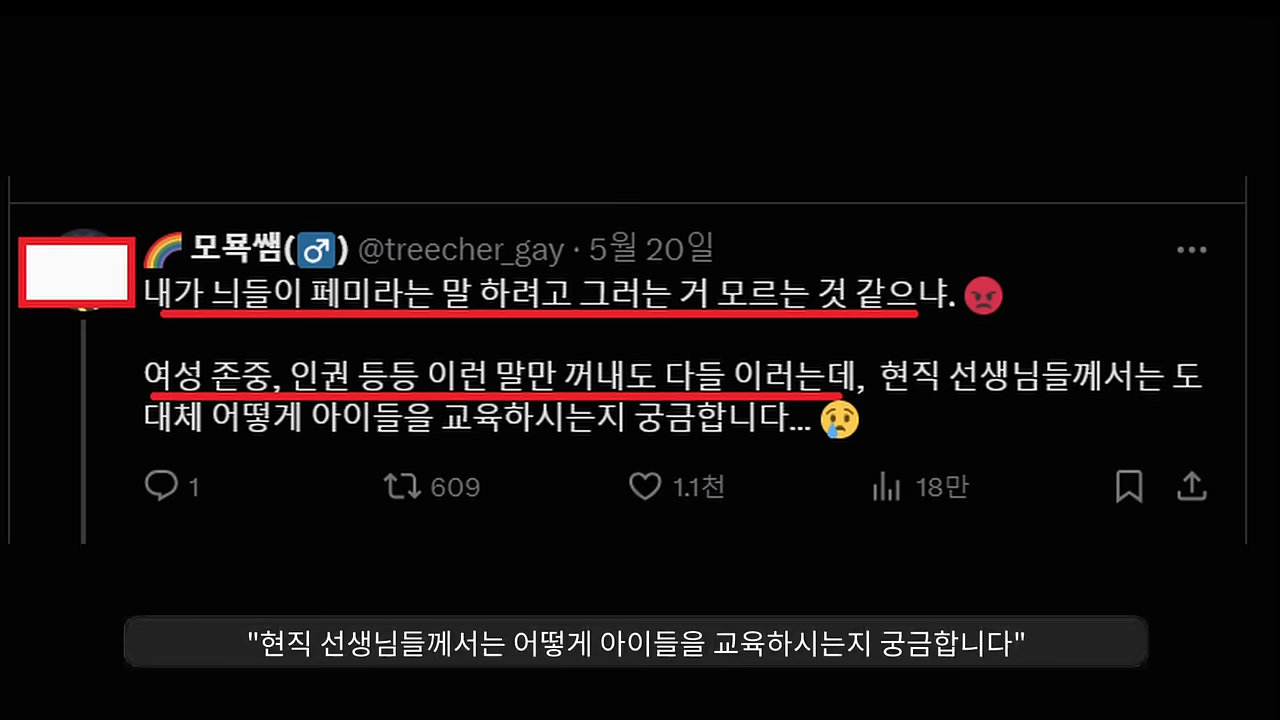 🌈 모묙쌤(♂️) @treecher_gay · 5월 20일
내가 늬들이 페미라는 말 하려고 그러는 거 모르는 것 같으냐. 😡
여성 존중, 인권 등등 이런 말만 꺼내도 다들 이러는데, 현직 선생님들께서는 도
대체 어떻게 아이들을 교육하시는지 궁금합니다... 😢
1 609 1.1천 18만
"현직 선생님들께서는 어떻게 아이들을 교육하시는지 궁금합니다"